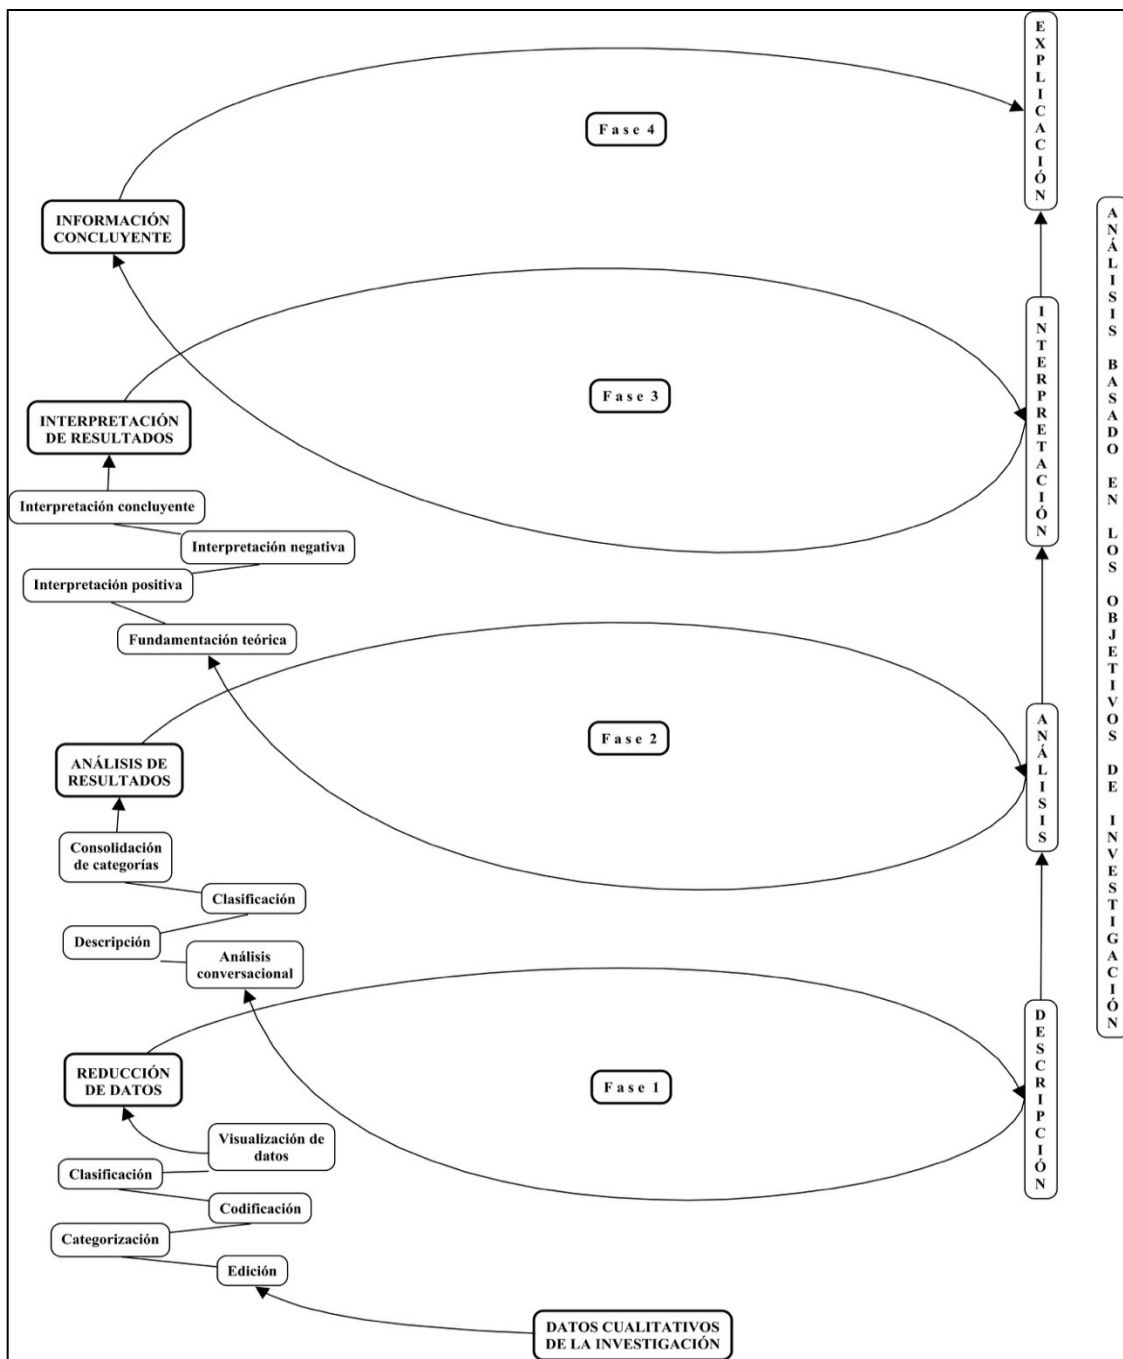 EXPLICACIÓN
Fase 4
INFORMACIÓN
CONCLUYENTE
ANÁLISIS BASADO EN LOS OBJETIVOS DE INVESTIGACIÓN
INTERPRETACIÓN
Fase 3
INTERPRETACIÓN
DE RESULTADOS
Interpretación concluyente
Interpretación negativa
Interpretación positiva
Fundamentación teórica
ANÁLISIS
Fase 2
ANÁLISIS DE
RESULTADOS
Consolidación
de categorías
Clasificación
Descripción
Análisis
conversacional
DESCRIPCIÓN
Fase 1
REDUCCIÓN
DE DATOS
Visualización de
datos
Clasificación
Codificación
Categorización
Edición
DATOS CUALITATIVOS
DE LA INVESTIGACIÓN